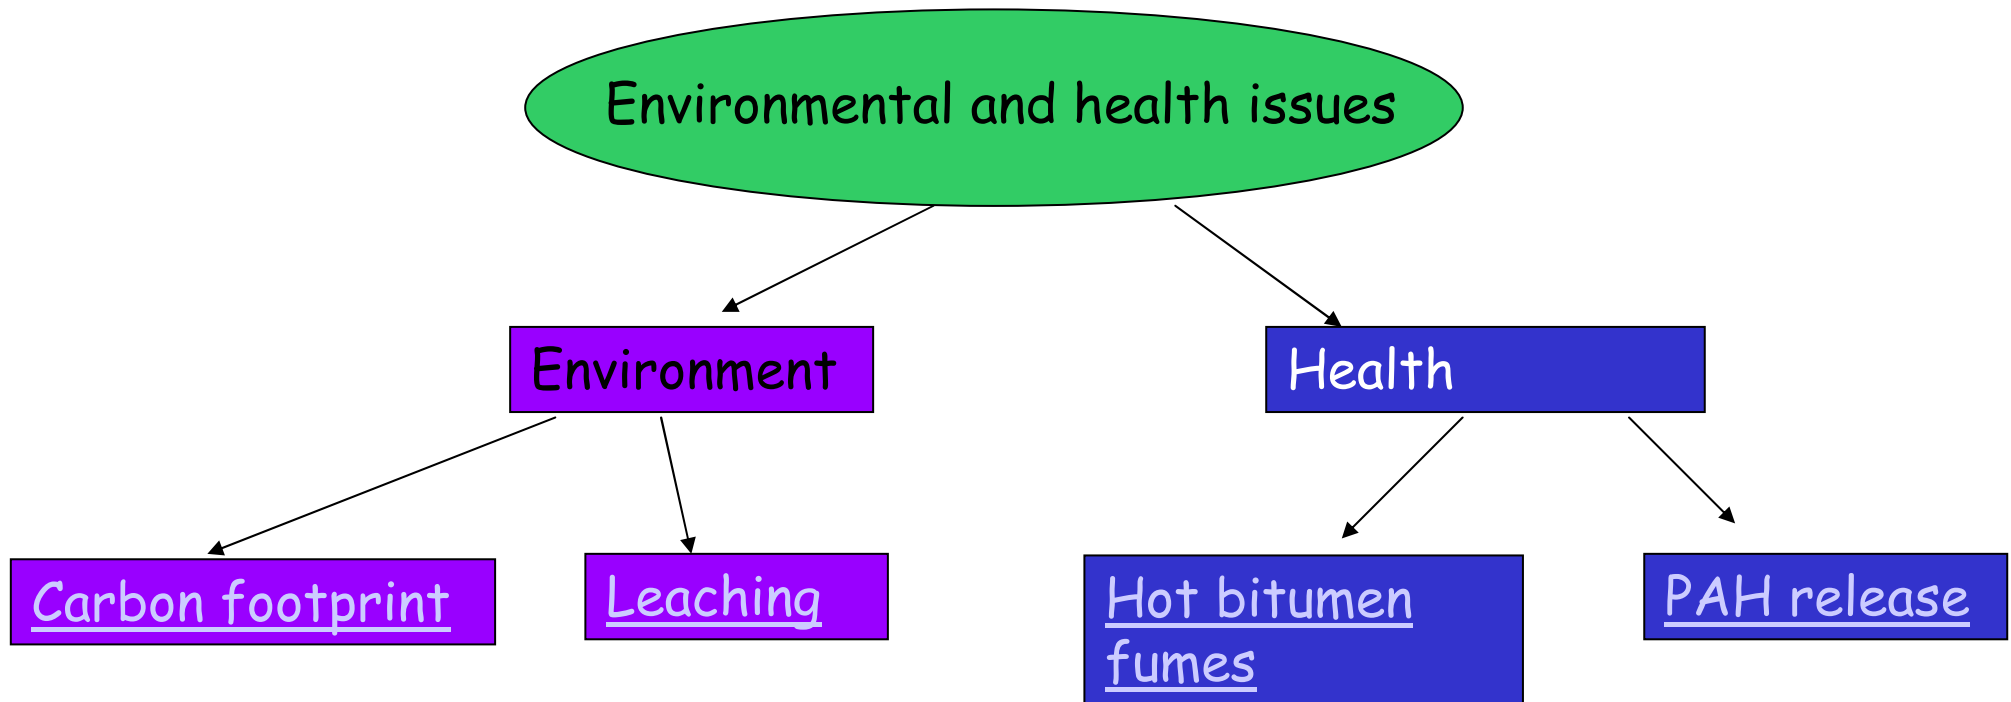 Environmental and health issues
Environment
Health
Carbon footprint
Leaching
Hot bitumen
fumes
PAH release